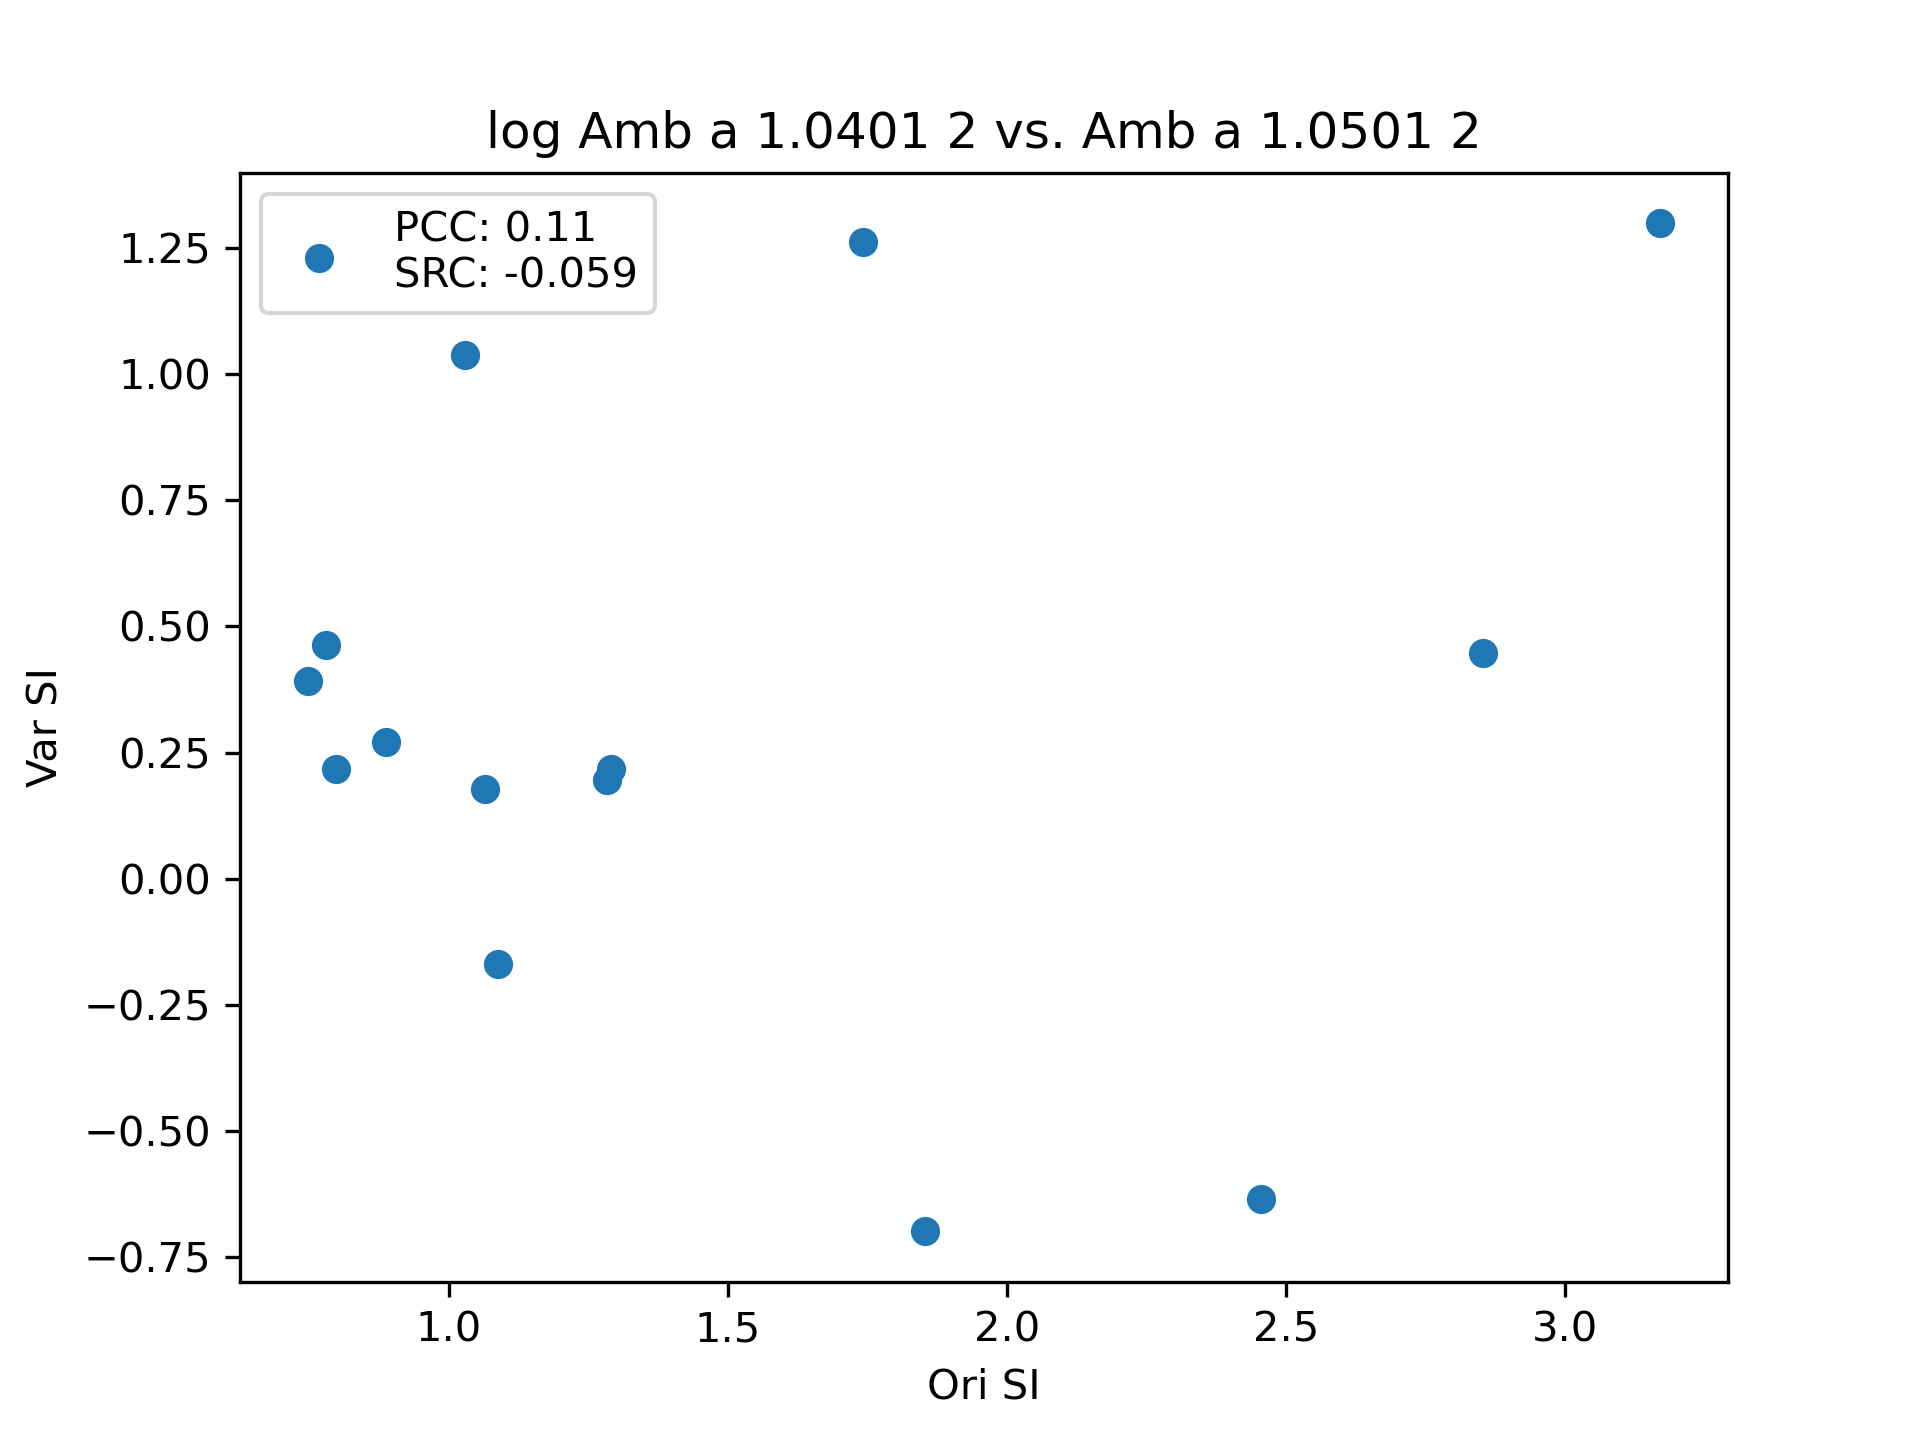 log Amb a 1.0401 2 vs. Amb a 1.0501 2
PCC: 0.11
SRC: -0.059
1.25
1.00
0.75
0.50
0.25
0.00
−0.25
−0.50
−0.75
Var SI
1.0 1.5 2.0 2.5 3.0
Ori SI